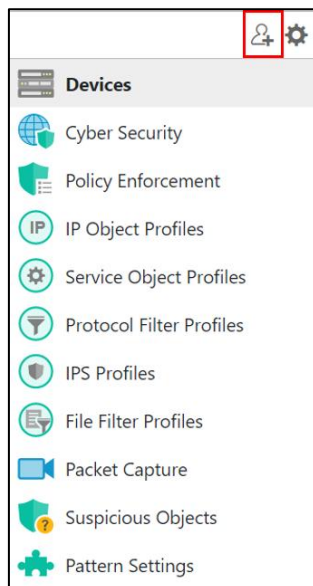 Devices
Cyber Security
Policy Enforcement
IP IP Object Profiles
Service Object Profiles
Protocol Filter Profiles
IPS Profiles
File Filter Profiles
Packet Capture
? Suspicious Objects
Pattern Settings